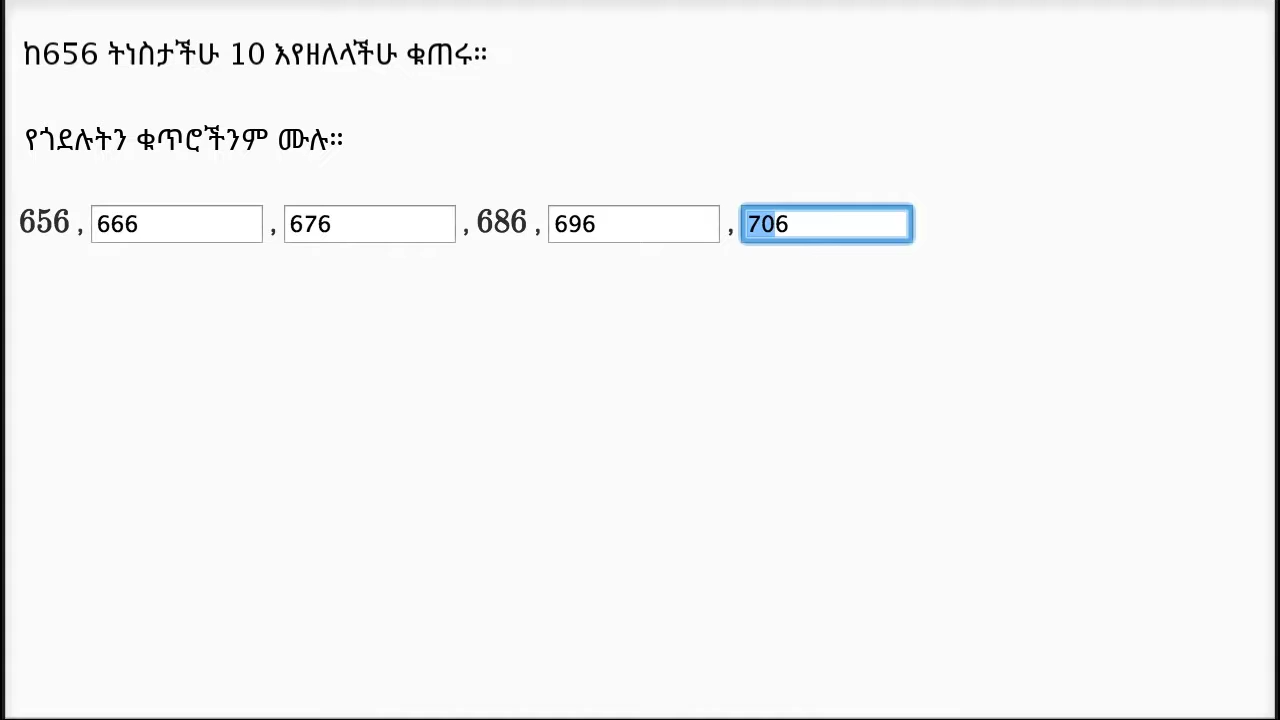 ከ656 ትነስታችሁ 10 እየዘለላችሁ ቁጠሩ።
የጎደሉትን ቁጥሮችንም ሙሉ።
656 , 666 , 676 , 686 , 696 , 706